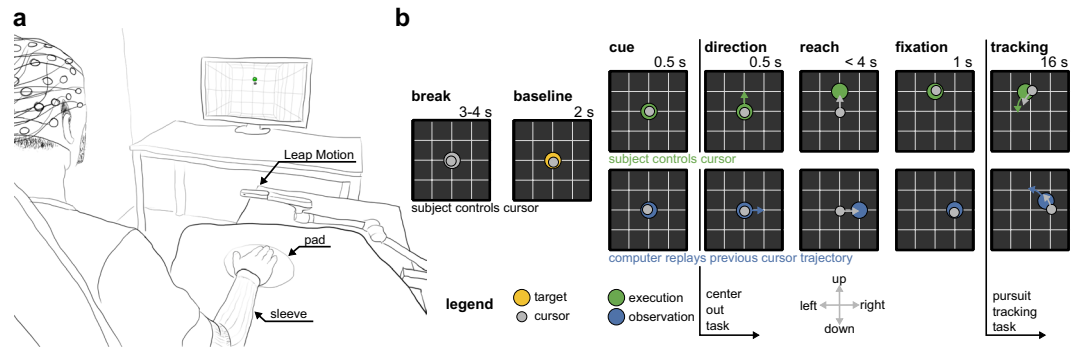 a
Leap Motion
pad
sleeve
b
break
3-4 s
baseline
2 s
subject controls cursor
cue
0.5 s
direction
0.5 s
reach
< 4 s
fixation
1 s
tracking
16 s
subject controls cursor
computer replays previous cursor trajectory
legend
target
cursor
execution
observation
center
out
task
up
left
right
down
pursuit
tracking
task